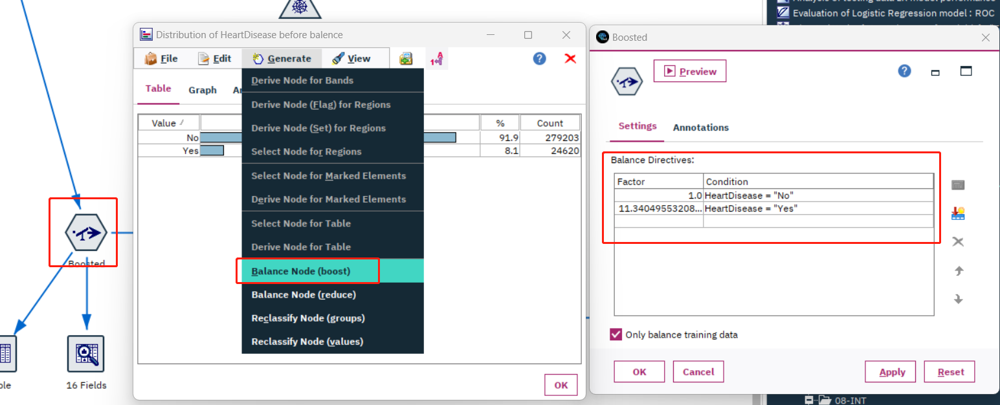 Evaluation of Logistic Regression model : ROC
Distribution of HeartDisease before balence
File Edit Generate View
Table Graph
Derive Node for Bands
Derive Node (Flag) for Regions
Derive Node (Set) for Regions
Select Node for Regions
Select Node for Marked Elements
Derive Node for Marked Elements
Select Node for Table
Derive Node for Table
Balance Node (boost)
Balance Node (reduce)
Reclassify Node (groups)
Reclassify Node (values)
Value % Count
No 91.9 279203
Yes 8.1 24620
OK
Boosted
16 Fields
Boosted
Preview
Settings Annotations
Balance Directives:
Factor Condition
1.0 HeartDisease = "No"
11.34049553208... HeartDisease = "Yes"
Only balance training data
OK Cancel Apply Reset
08-INT